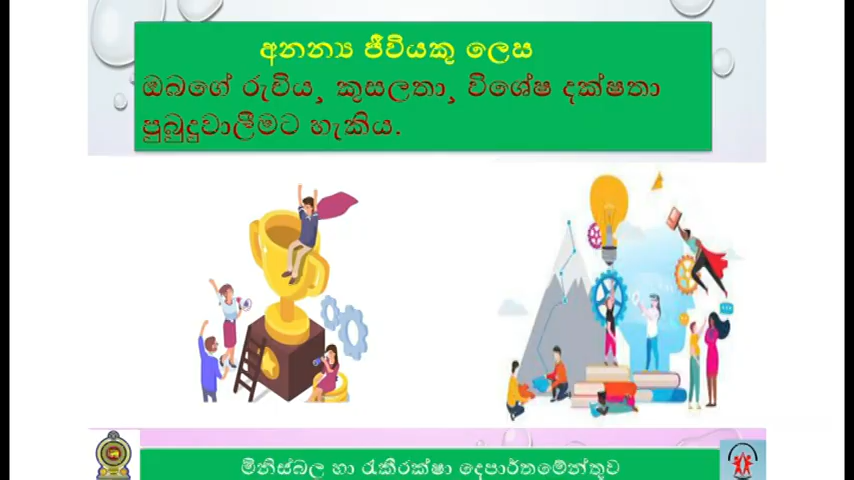 අනන්‍ය ජීවියකු ලෙස
ඔබගේ රුචිය, කුසලතා, විශේෂ දක්ෂතා
පුබුදුවාලීමට හැකිය.
මිනිස්බල හා රැකීරක්ෂා දෙපාර්තමේන්තුව